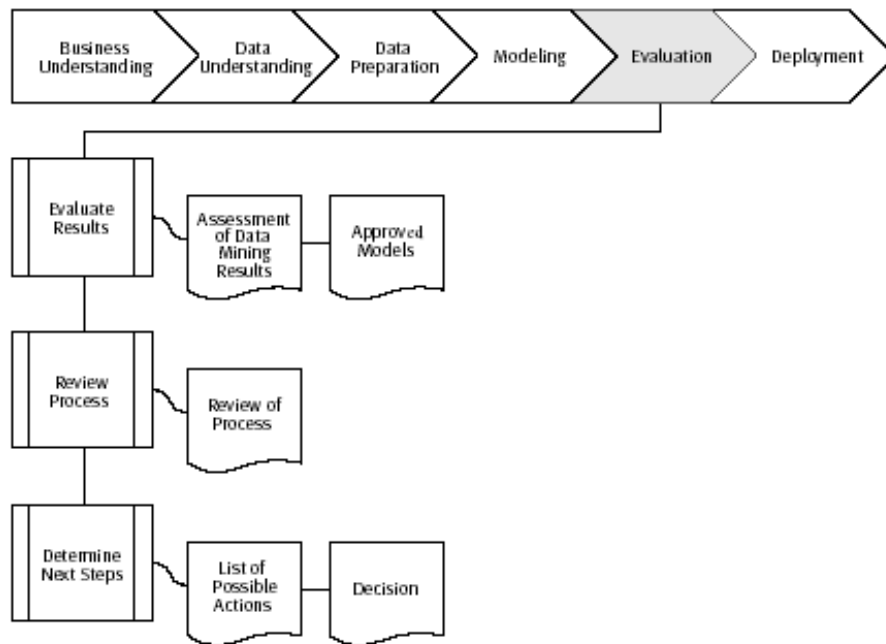 Business
Understanding
Data
Understanding
Data
Preparation
Modeling
Evaluation
Deployment
Evaluate
Results
Assessment
of Data
Mining
Results
Approved
Models
Review
Process
Review of
Process
Determine
Next Steps
List of
Possible
Actions
Decision